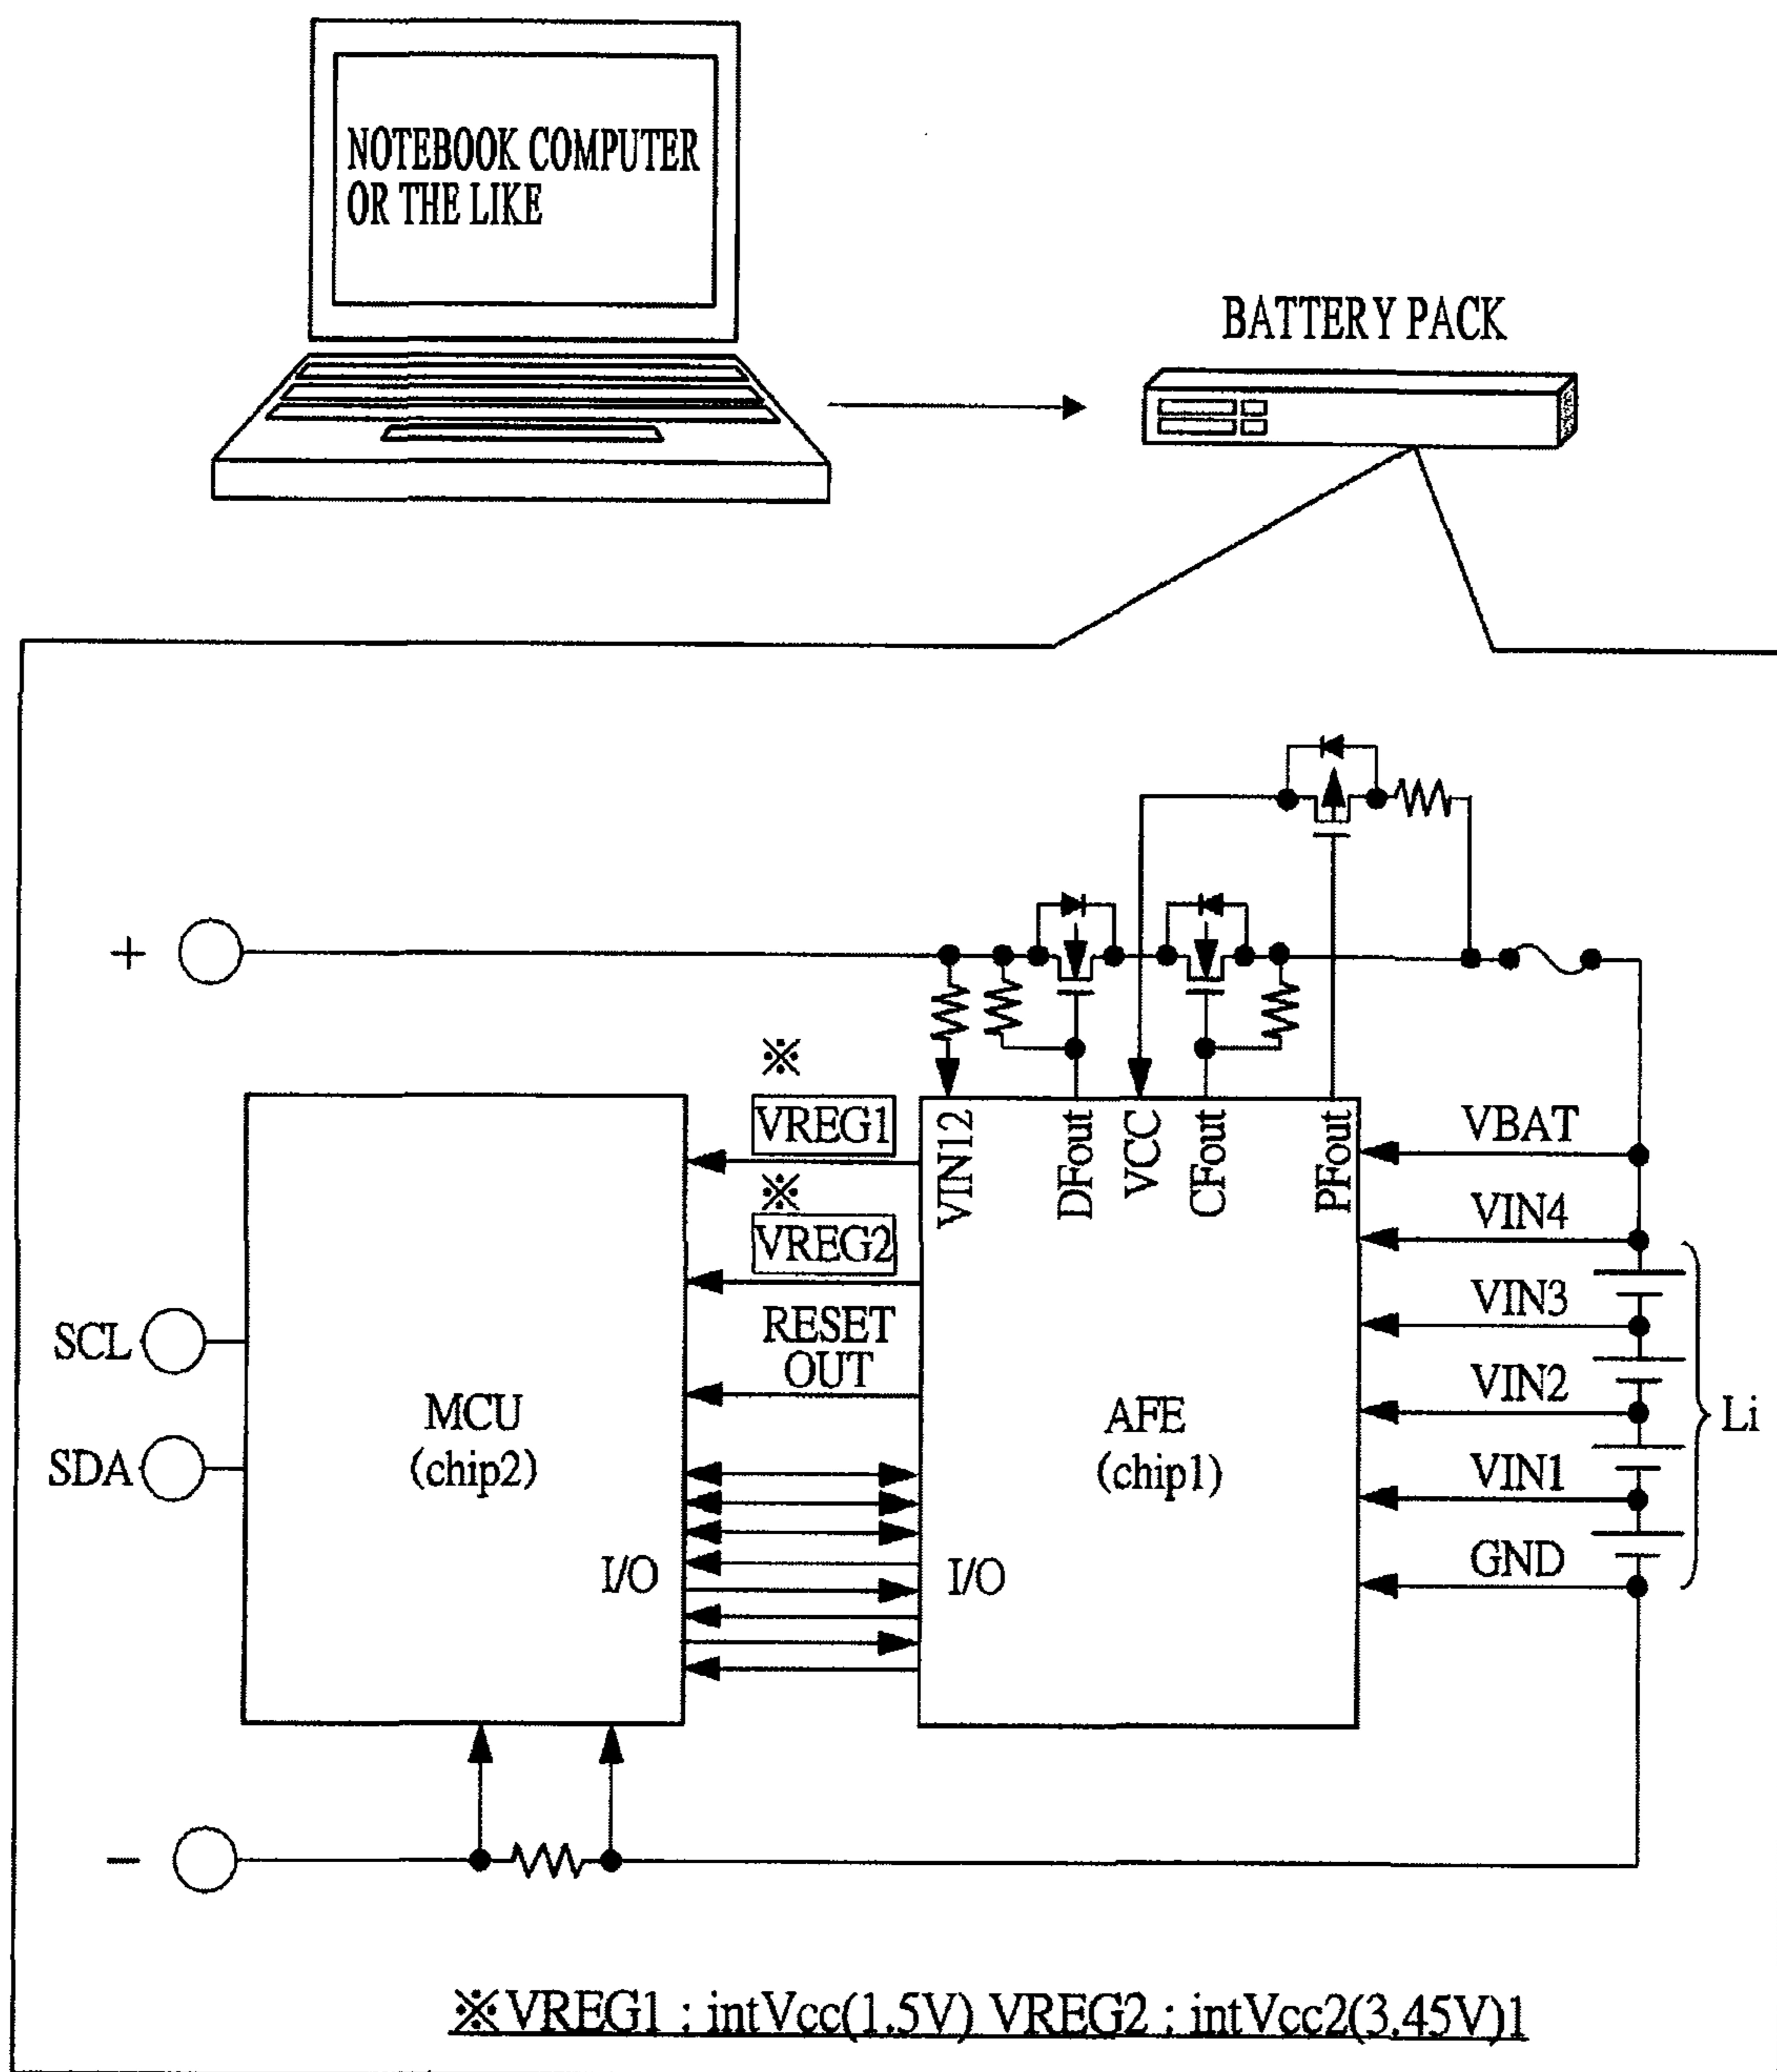 NOTEBOOK COMPUTER
OR THE LIKE
BATTERY PACK
+
※
VREG1
※
VREG2
RESET
OUT
VIN12
DFout
VCC
CFout
PFout
VBAT
VIN4
VIN3
VIN2
VIN1
GND
Li
SCL
SDA
MCU
(chip2)
I/O
AFE
(chip1)
I/O
−
※VREG1 ; intVcc(1.5V) VREG2 ; intVcc2(3.45V)1